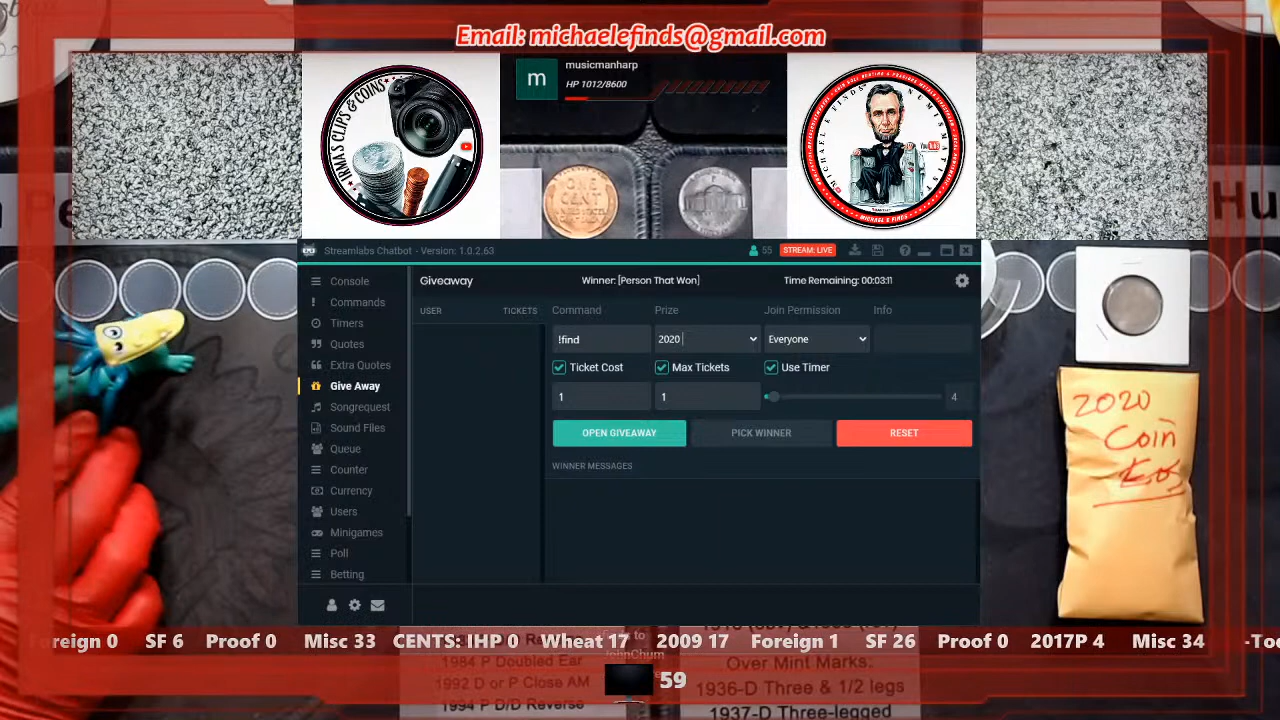 Email: michaelefinds@gmail.com
m
musicmanharp
HP 1012/8600
CLIPS & COINS
ONE
CENT
Streamlabs Chatbot - Version: 1.0.2.63
55
STREAM: LIVE
Giveaway
Winner: [Person That Won]
Time Remaining: 00:03:11
Console
Commands
Timers
Quotes
Extra Quotes
Give Away
Songrequest
Sound Files
Queue
Counter
Currency
Users
Minigames
Poll
Betting
USER
TICKETS
Command
Prize
Join Permission
Info
!find
2020
Everyone
Ticket Cost
Max Tickets
Use Timer
1
1
4
OPEN GIVEAWAY
PICK WINNER
RESET
WINNER MESSAGES
Hu
2020
Coin
Foreign 0 SF 6 Proof 0 Misc 33 CENTS: IHP 0 Wheat 17 2009 17 Foreign 1 SF 26 Proof 0 2017P 4 Misc 34 -Too
1984 P Doubled Ear
1992 D or P Close AM
1994 P D/D Reverse
59
Over Mint Marks:
1936-D Three & 1/2 legs
1937-D Three-legged